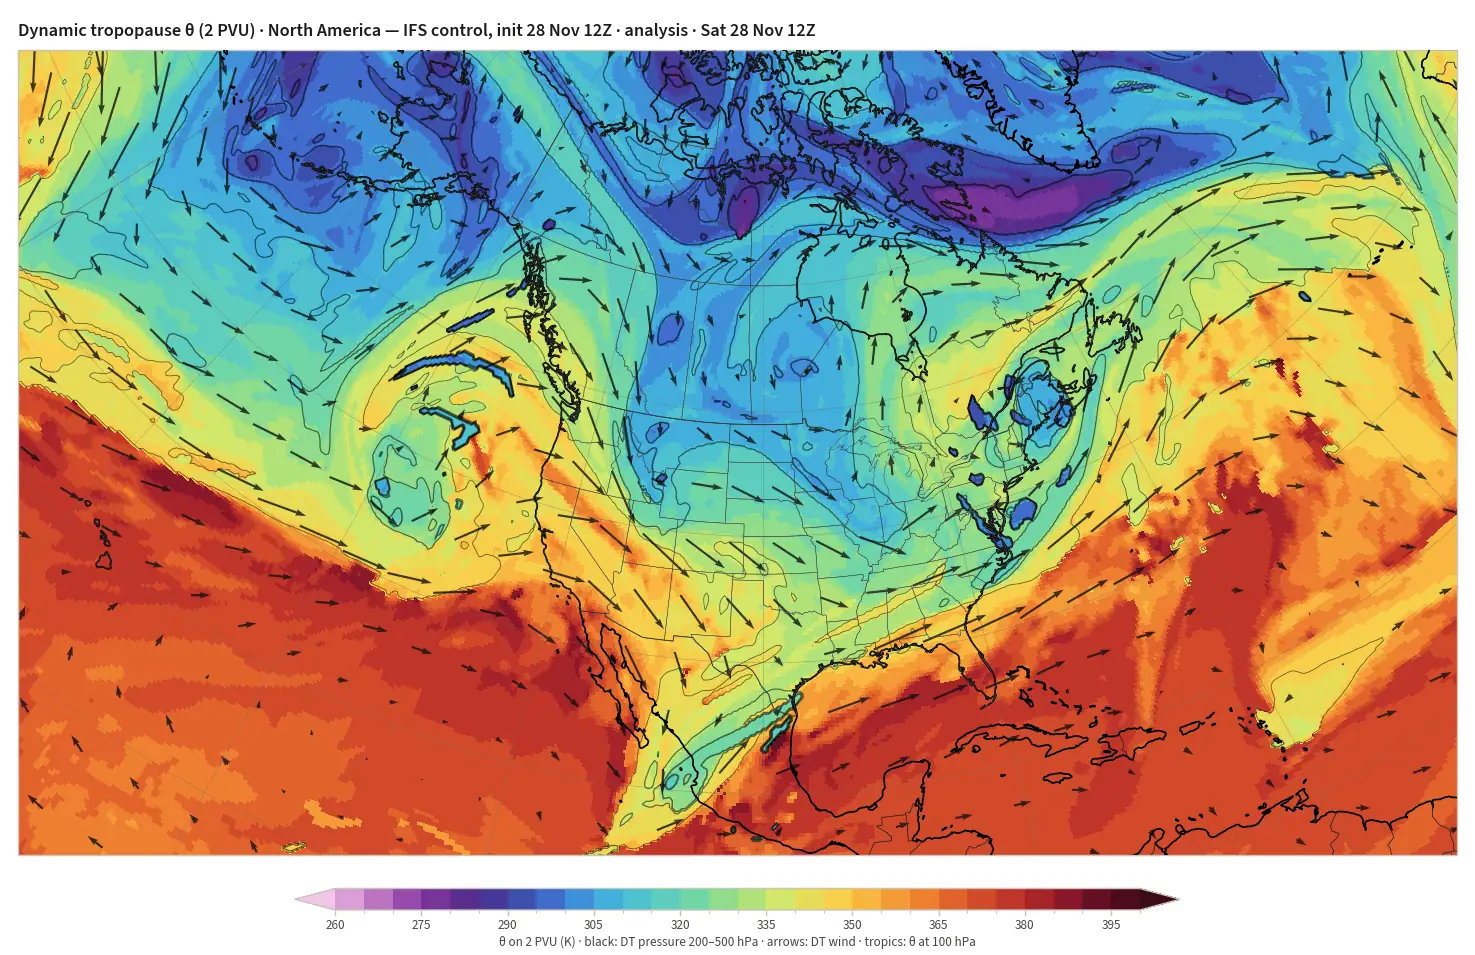 Dynamic tropopause θ (2 PVU) · North America — IFS control, init 28 Nov 12Z · analysis · Sat 28 Nov 12Z
260 275 290 305 320 335 350 365 380 395
θ on 2 PVU (K) · black: DT pressure 200–500 hPa · arrows: DT wind · tropics: θ at 100 hPa